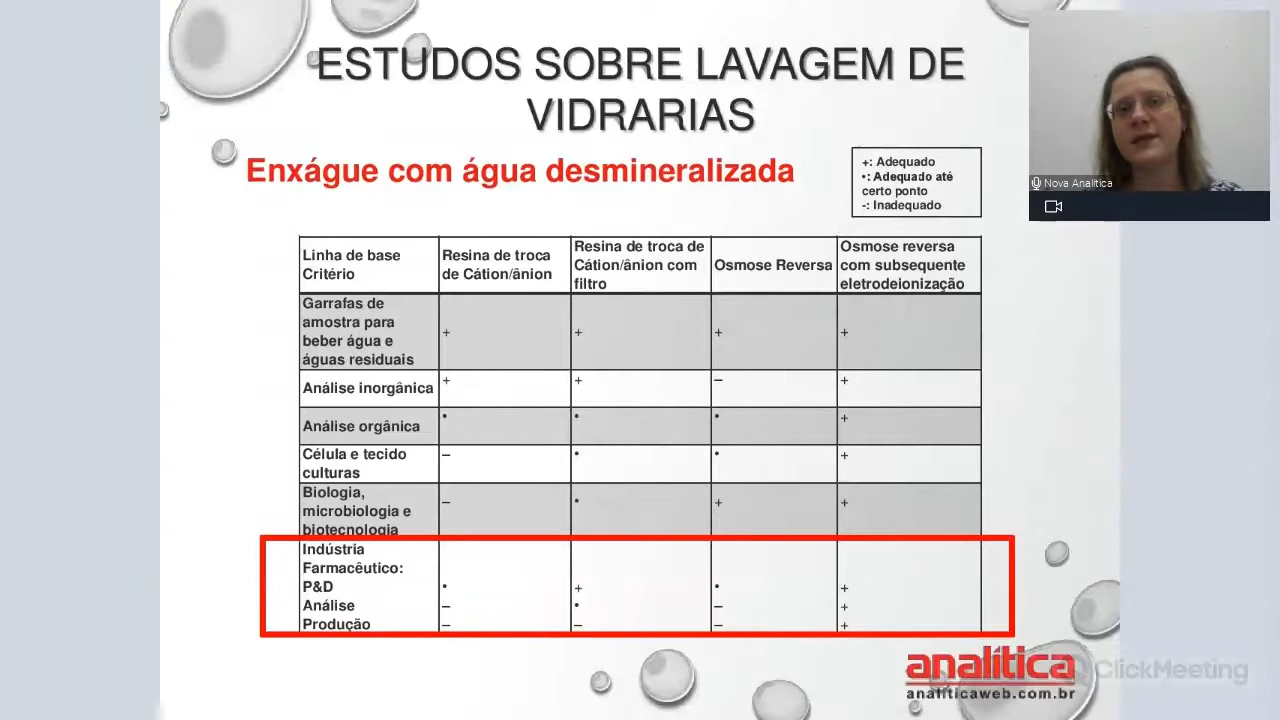 ESTUDOS SOBRE LAVAGEM DE
VIDRARIAS
Enxágue com água desmineralizada
+: Adequado
•: Adequado até
certo ponto
-: Inadequado
Nova Analitica
Linha de base
Critério
Resina de troca
de Cátion/ânion
Resina de troca de
Cátion/ânion com
filtro
Osmose Reversa
Osmose reversa
com subsequente
eletrodeionização
Garrafas de
amostra para
beber água e
águas residuais
+ + + +
Análise inorgânica + + – +
Análise orgânica • • • +
Célula e tecido
culturas
– • • +
Biologia,
microbiologia e
biotecnologia
– • + +
Indústria
Farmacêutico:
P&D • + • +
Análise – • – +
Produção – – – +
analítica
analiticaweb.com.br
ClickMeeting